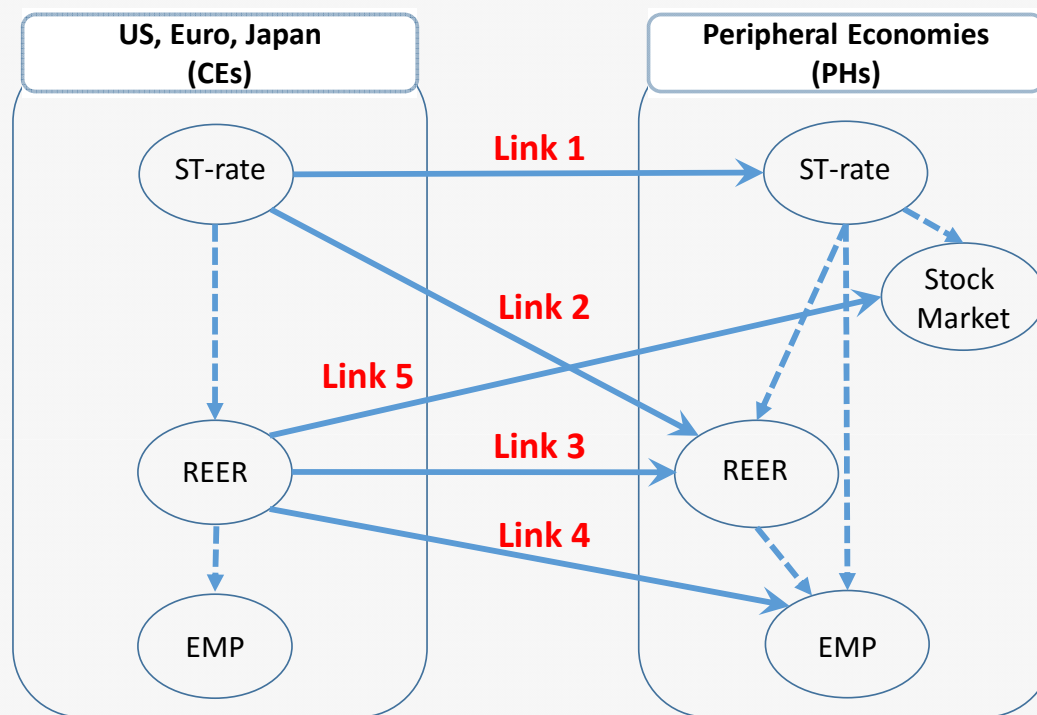 US, Euro, Japan
(CEs)
Peripheral Economies
(PHs)
ST-rate
Link 1
ST-rate
Stock
Market
Link 2
Link 5
REER
Link 3
REER
Link 4
EMP
EMP